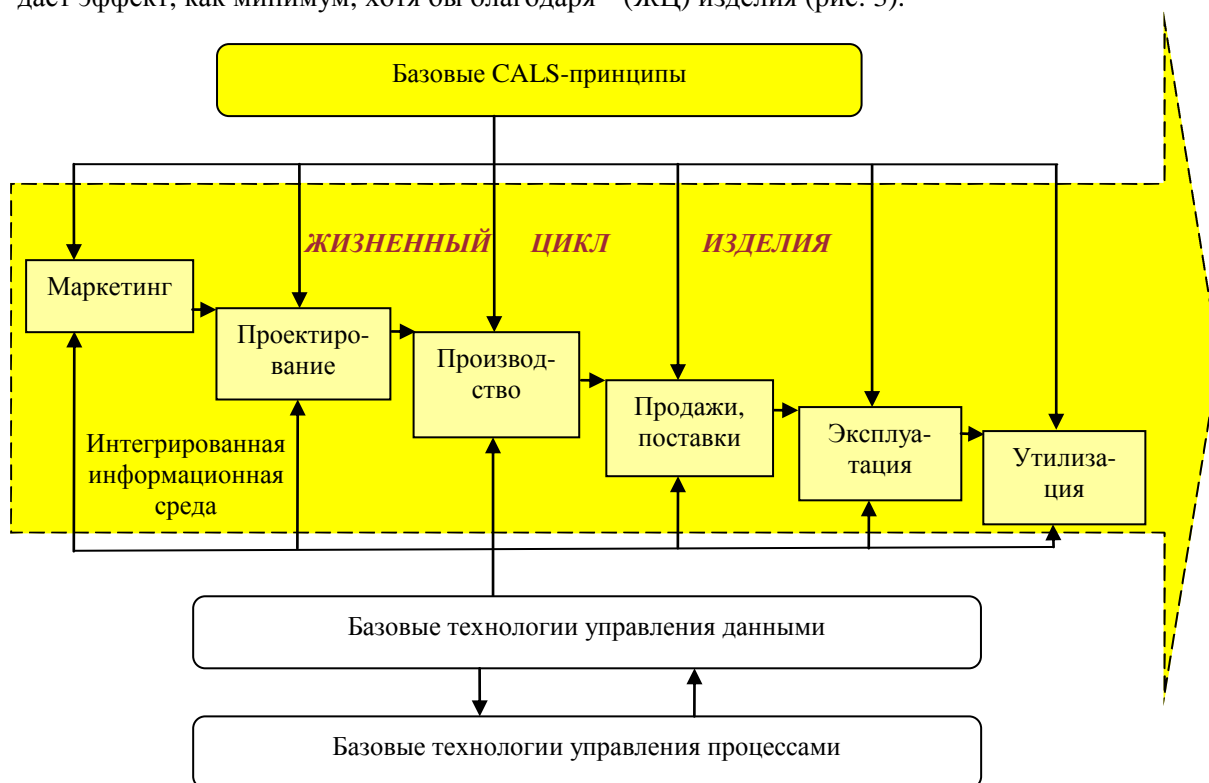 дает эффект, как минимум, хотя бы благодаря (ЖЦ) изделия (рис. 3).
Базовые CALS-принципы
ЖИЗНЕННЫЙ ЦИКЛ ИЗДЕЛИЯ
Маркетинг
Проектиро-
вание
Производ-
ство
Продажи,
поставки
Эксплуа-
тация
Утилиза-
ция
Интегрированная
информационная
среда
Базовые технологии управления данными
Базовые технологии управления процессами